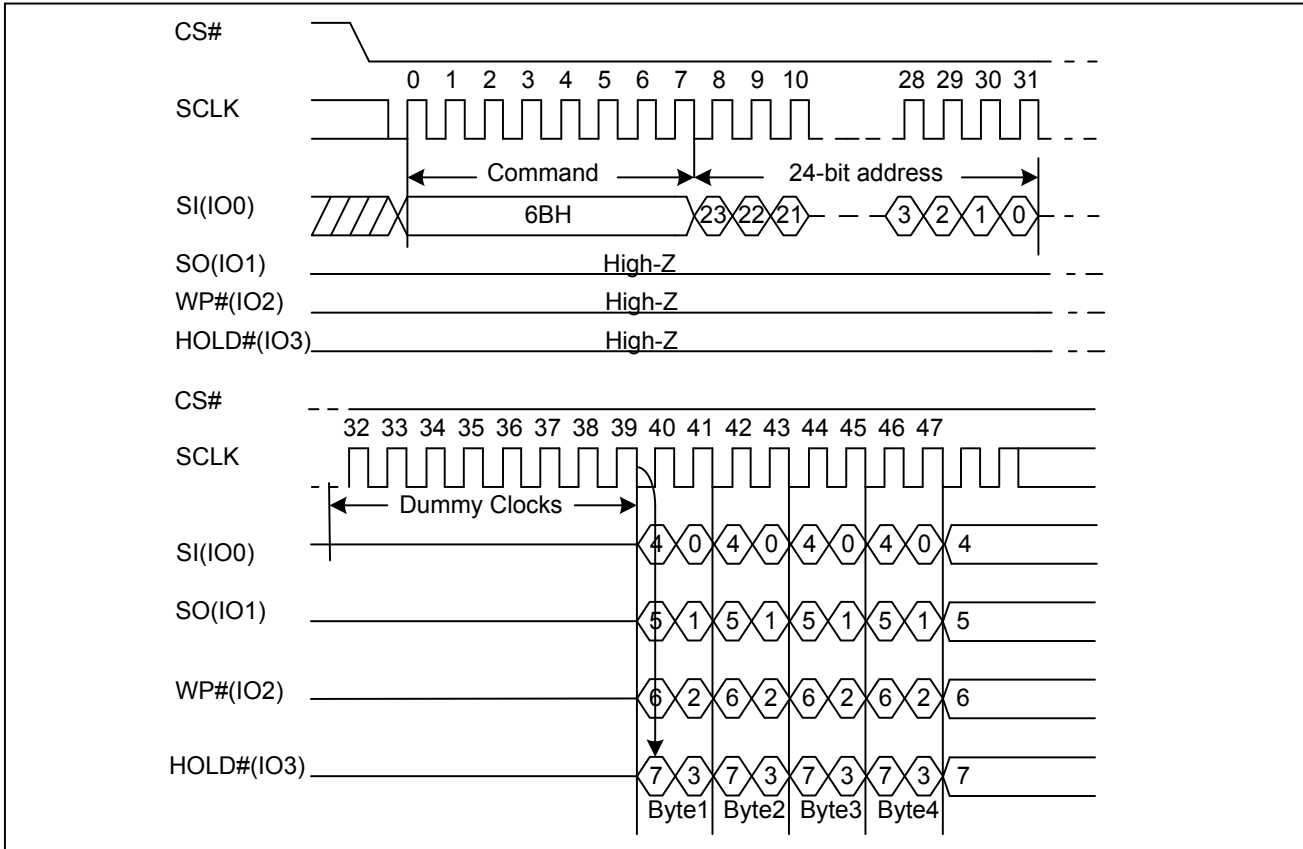 CS#
0 1 2 3 4 5 6 7 8 9 10 28 29 30 31
SCLK
Command 24-bit address
SI(IO0) 6BH 23 22 21 3 2 1 0
SO(IO1) High-Z
WP#(IO2) High-Z
HOLD#(IO3) High-Z
CS#
32 33 34 35 36 37 38 39 40 41 42 43 44 45 46 47
SCLK
Dummy Clocks
SI(IO0) 4 0 4 0 4 0 4 0 4
SO(IO1) 5 1 5 1 5 1 5 1 5
WP#(IO2) 6 2 6 2 6 2 6 2 6
HOLD#(IO3) 7 3 7 3 7 3 7 3 7
Byte1 Byte2 Byte3 Byte4